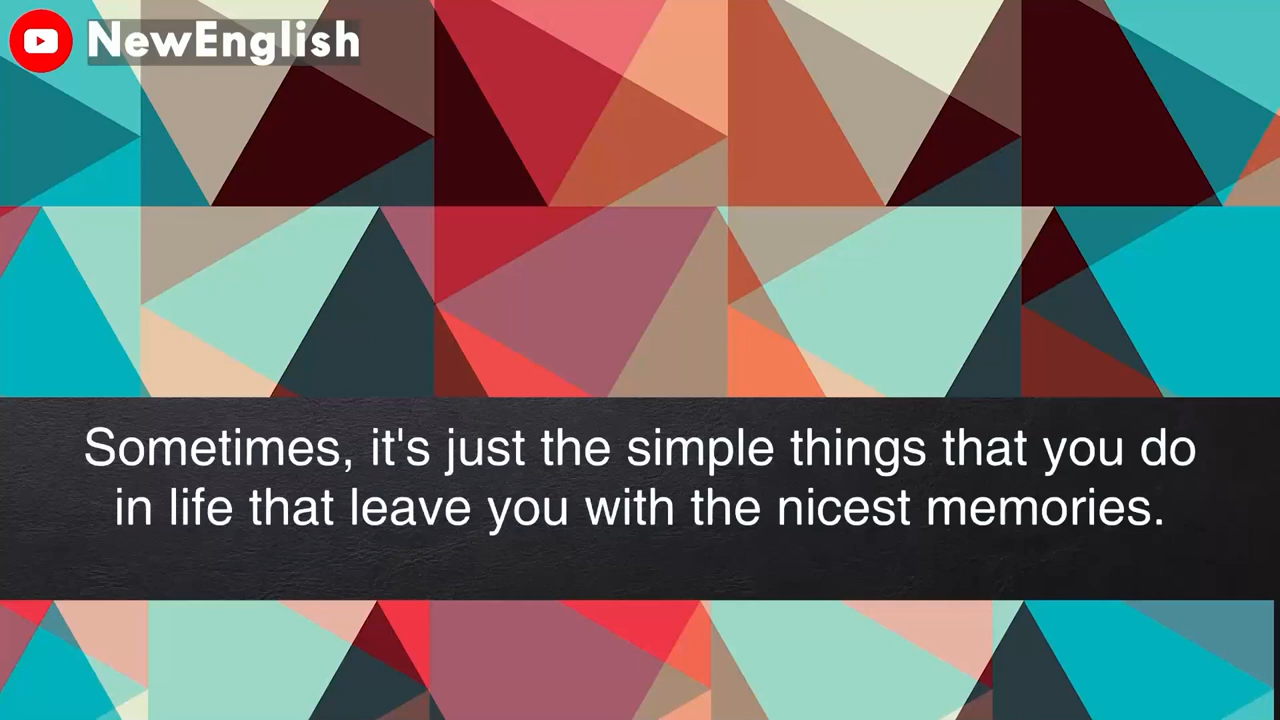 NewEnglish
Sometimes, it's just the simple things that you do
in life that leave you with the nicest memories.